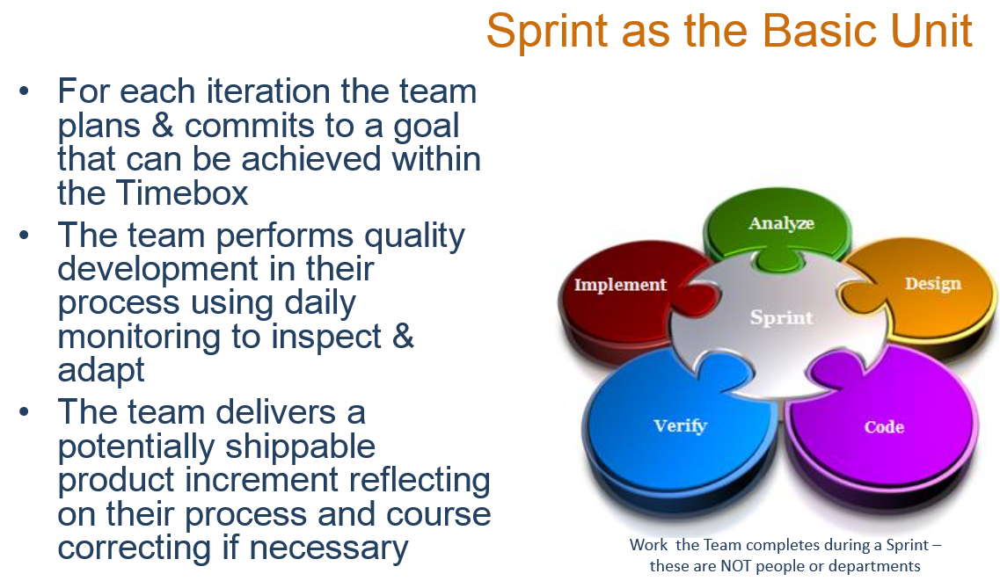 Sprint as the Basic Unit
• For each iteration the team
plans & commits to a goal
that can be achieved within
the Timebox
• The team performs quality
development in their
process using daily
monitoring to inspect &
adapt
• The team delivers a
potentially shippable
product increment reflecting
on their process and course
correcting if necessary
Analyze
Implement
Design
Sprint
Verify
Code
Work the Team completes during a Sprint –
these are NOT people or departments